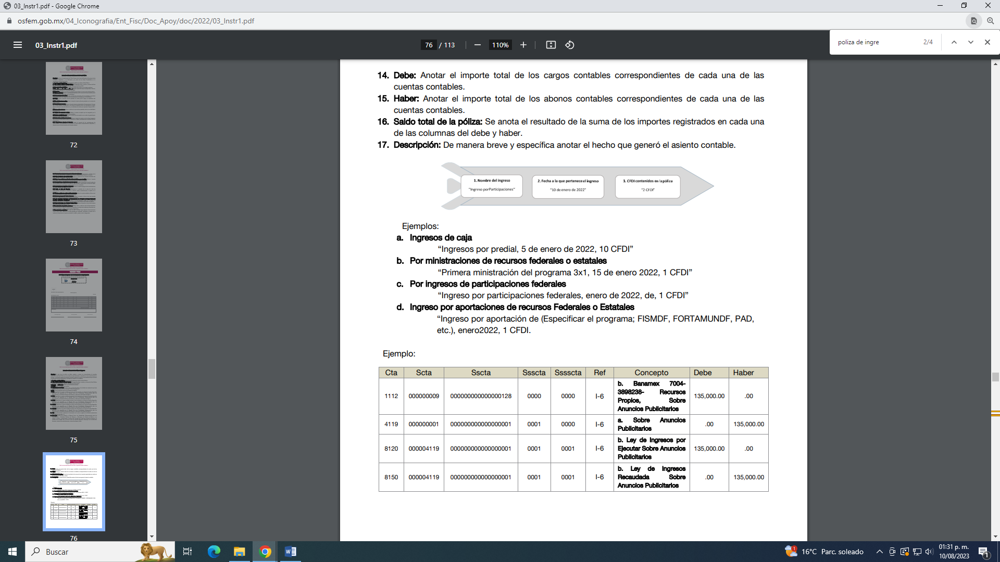 03_Instr1.pdf - Google Chrome
osfem.gob.mx/04_Iconografia/Ent_Fisc/Doc_Apoy/doc/2022/03_Instr1.pdf
03_Instr1.pdf
76 / 113
110%
poliza de ingre 2/4
72
73
74
75
76
14. Debe: Anotar el importe total de los cargos contables correspondientes de cada una de las
cuentas contables.
15. Haber: Anotar el importe total de los abonos contables correspondientes de cada una de las
cuentas contables.
16. Saldo total de la póliza: Se anota el resultado de la suma de los importes registrados en cada una
de las columnas del debe y haber.
17. Descripción: De manera breve y específica anotar el hecho que generó el asiento contable.
1. Nombre del ingreso
"Ingreso porParticipaciones"
2. Fecha a la que pertenece el ingreso
"10 de enero de 2022"
3. CFDI contenidos en la póliza
"2 CFDI"
Ejemplos:
a. Ingresos de caja
“Ingresos por predial, 5 de enero de 2022, 10 CFDI”
b. Por ministraciones de recursos federales o estatales
“Primera ministración del programa 3x1, 15 de enero 2022, 1 CFDI”
c. Por ingresos de participaciones federales
“Ingreso por participaciones federales, enero de 2022, de, 1 CFDI”
d. Ingreso por aportaciones de recursos Federales o Estatales
“Ingreso por aportación de (Especificar el programa; FISMDF, FORTAMUNDF, PAD,
etc.), enero2022, 1 CFDI.
Ejemplo:
Cta Scta Sscta Ssscta Sssscta Ref Concepto Debe Haber
1112 000000009 000000000000000128 0000 0000 I-6 b. Banamex 7004-
3898238- Recursos
Propios, Sobre
Anuncios Publicitarios 135,000.00 .00
4119 000000001 000000000000000001 0001 0000 I-6 a. Sobre Anuncios
Publicitarios .00 135,000.00
8120 000004119 000000000000000001 0001 0001 I-6 b. Ley de Ingresos por
Ejecutar Sobre Anuncios
Publicitarios 135,000.00 .00
8150 000004119 000000000000000001 0001 0001 I-6 b. Ley de Ingresos
Recaudada Sobre
Anuncios Publicitarios .00 135,000.00
Buscar
1
16°C Parc. soleado
01:31 p. m.
10/08/2023
1